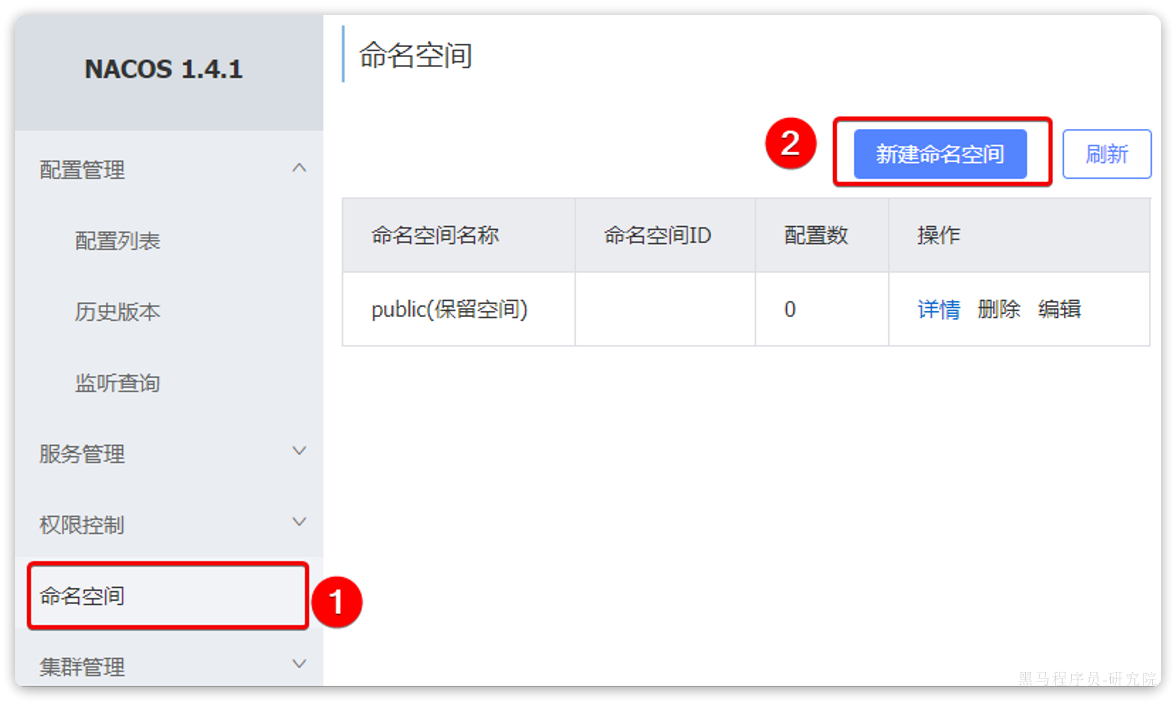 NACOS 1.4.1
配置管理
配置列表
历史版本
监听查询
服务管理
权限控制
命名空间
1
集群管理
命名空间
2
新建命名空间
刷新
命名空间名称 命名空间ID 配置数 操作
public(保留空间) 0 详情 删除 编辑
黑马程序员-研究院